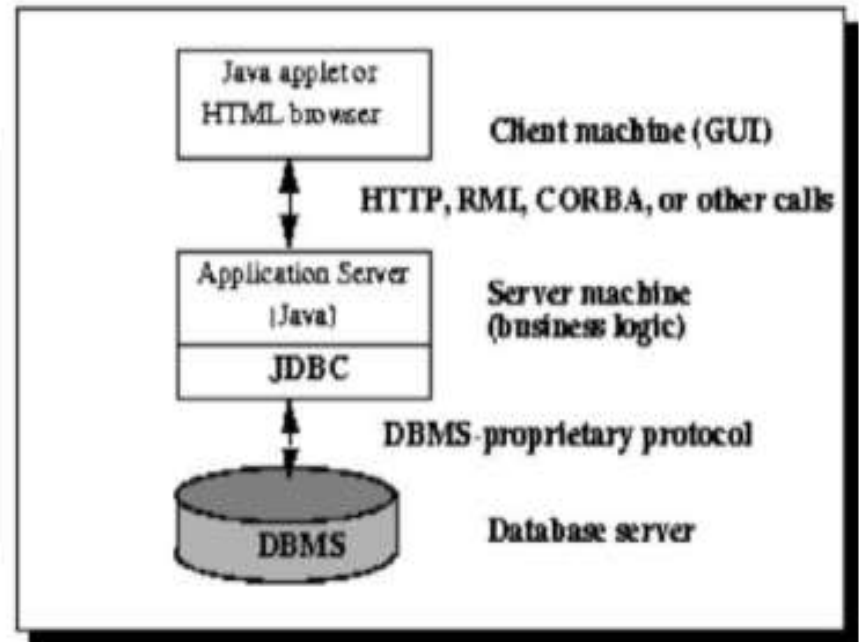 Java applet or
HTML browser
Client machine (GUI)
HTTP, RMI, CORBA, or other calls
Application Server
(Java)
JDBC
Server machine
(business logic)
DBMS-proprietary protocol
DBMS
Database server